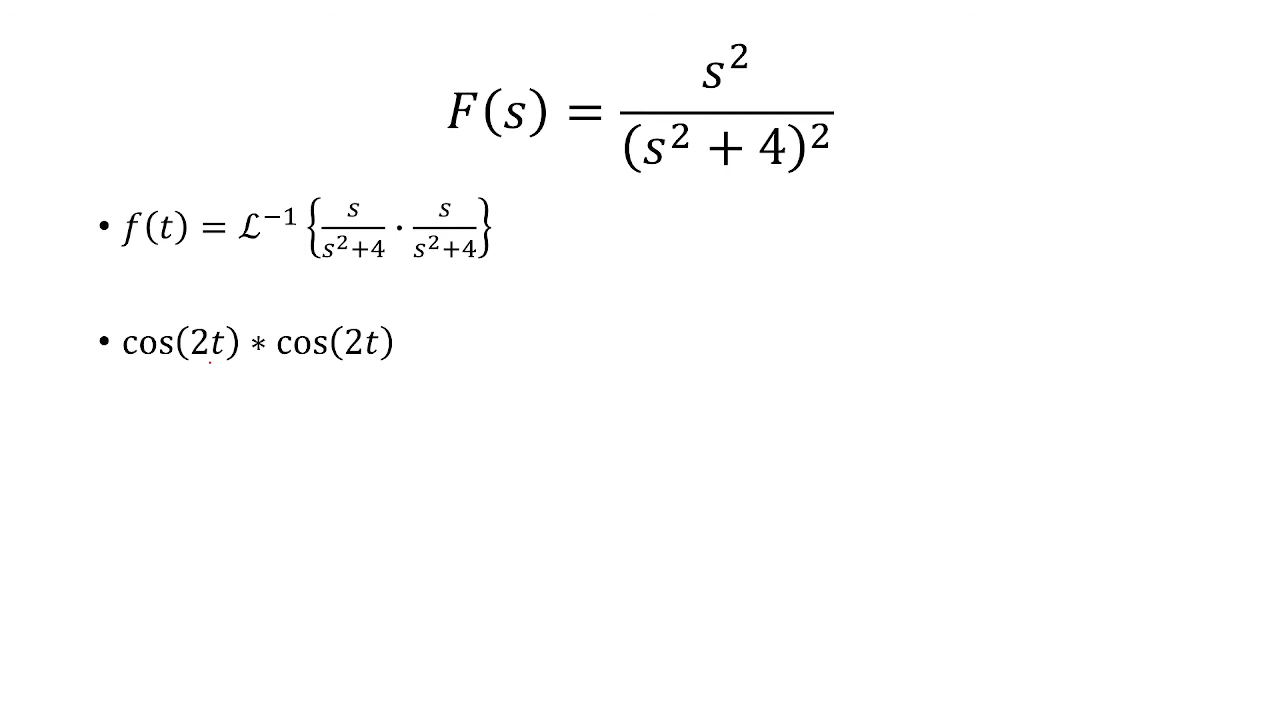 F(s) = s²/(s² + 4)²
• f(t) = ℒ⁻¹ {s/(s²+4) · s/(s²+4)}
• cos(2t) ∗ cos(2t)